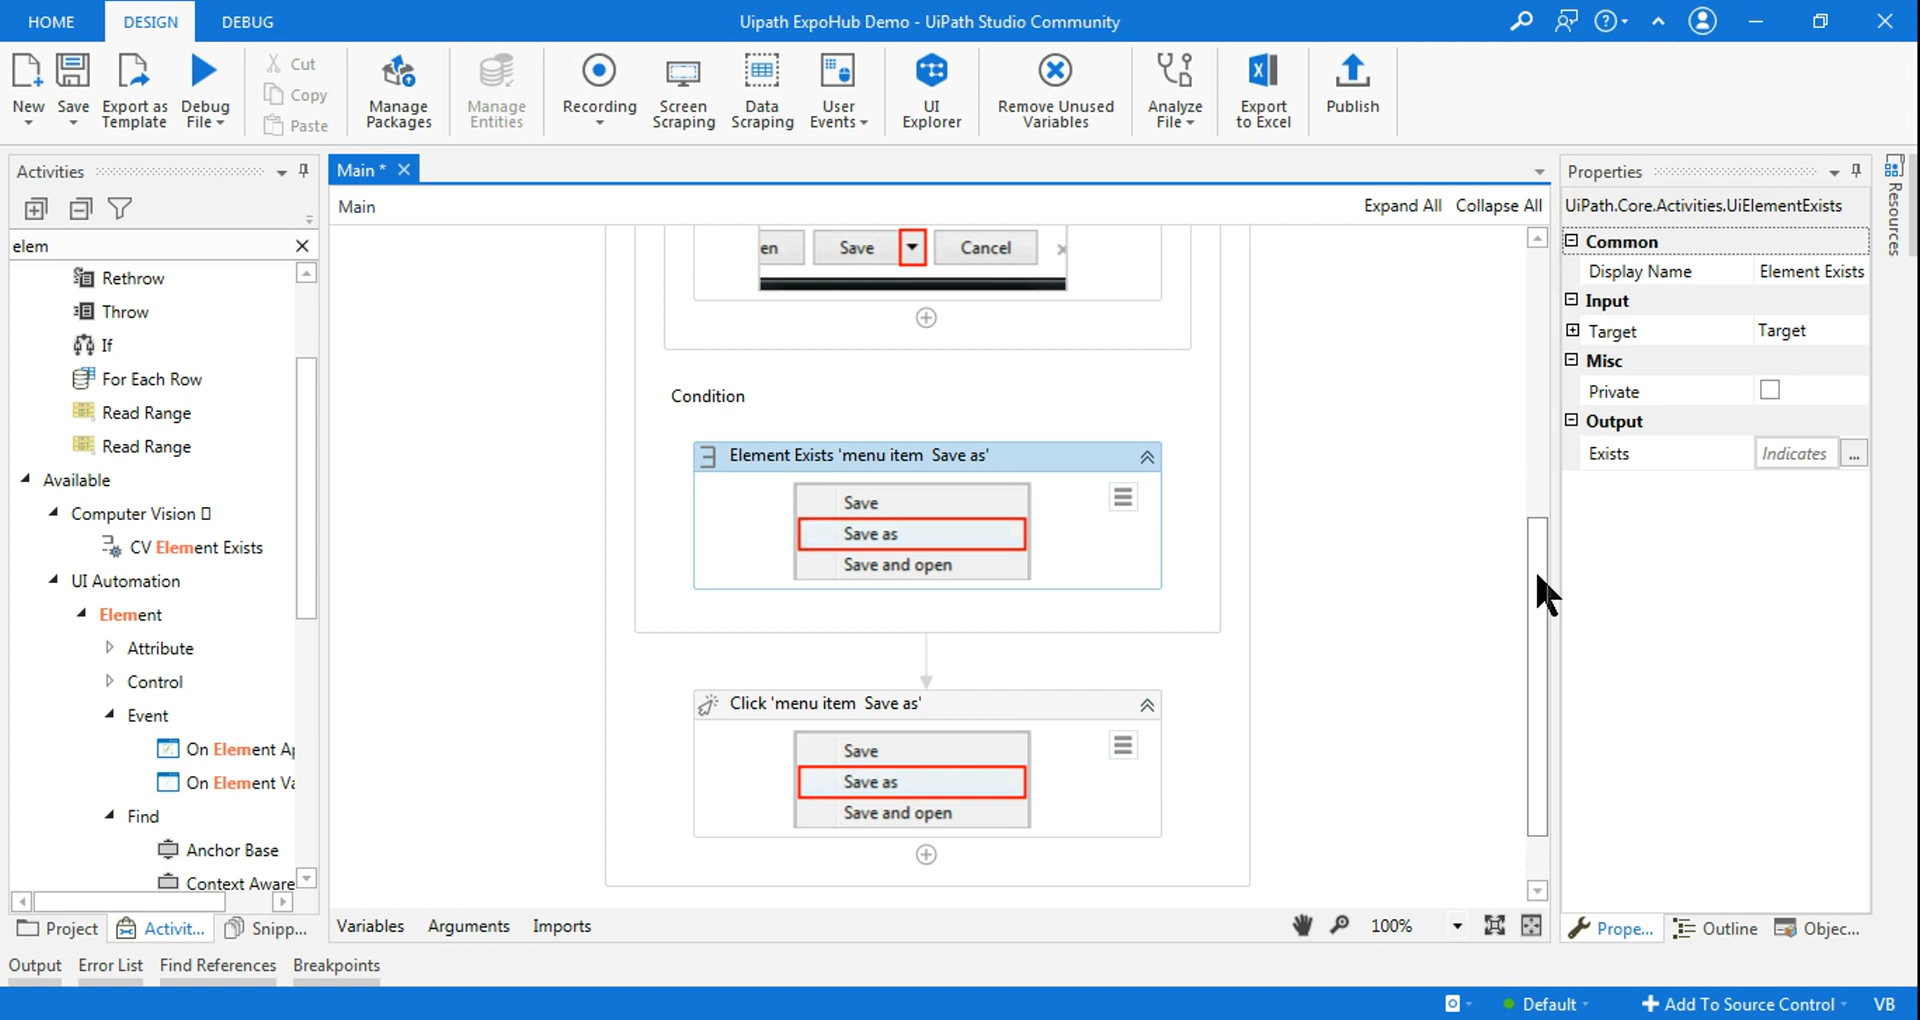 HOME DESIGN DEBUG Uipath ExpoHub Demo - UiPath Studio Community
New Save Export as Template Debug File
Cut
Copy
Paste
Manage Packages
Manage Entities
Recording
Screen Scraping
Data Scraping
User Events
UI Explorer
Remove Unused Variables
Analyze File
Export to Excel
Publish
Activities
elem
Rethrow
Throw
If
For Each Row
Read Range
Read Range
Available
Computer Vision
CV Element Exists
UI Automation
Element
Attribute
Control
Event
On Element Ap
On Element Va
Find
Anchor Base
Context Aware
Project Activit... Snipp...
Main *
Main Expand All Collapse All
en Save Cancel
Condition
Element Exists 'menu item Save as'
Save
Save as
Save and open
Click 'menu item Save as'
Save
Save as
Save and open
Variables Arguments Imports 100%
Properties
UiPath.Core.Activities.UiElementExists
Common
Display Name Element Exists
Input
Target Target
Misc
Private
Output
Exists Indicates ...
Prope... Outline Objec...
Resources
Output Error List Find References Breakpoints
Default Add To Source Control VB